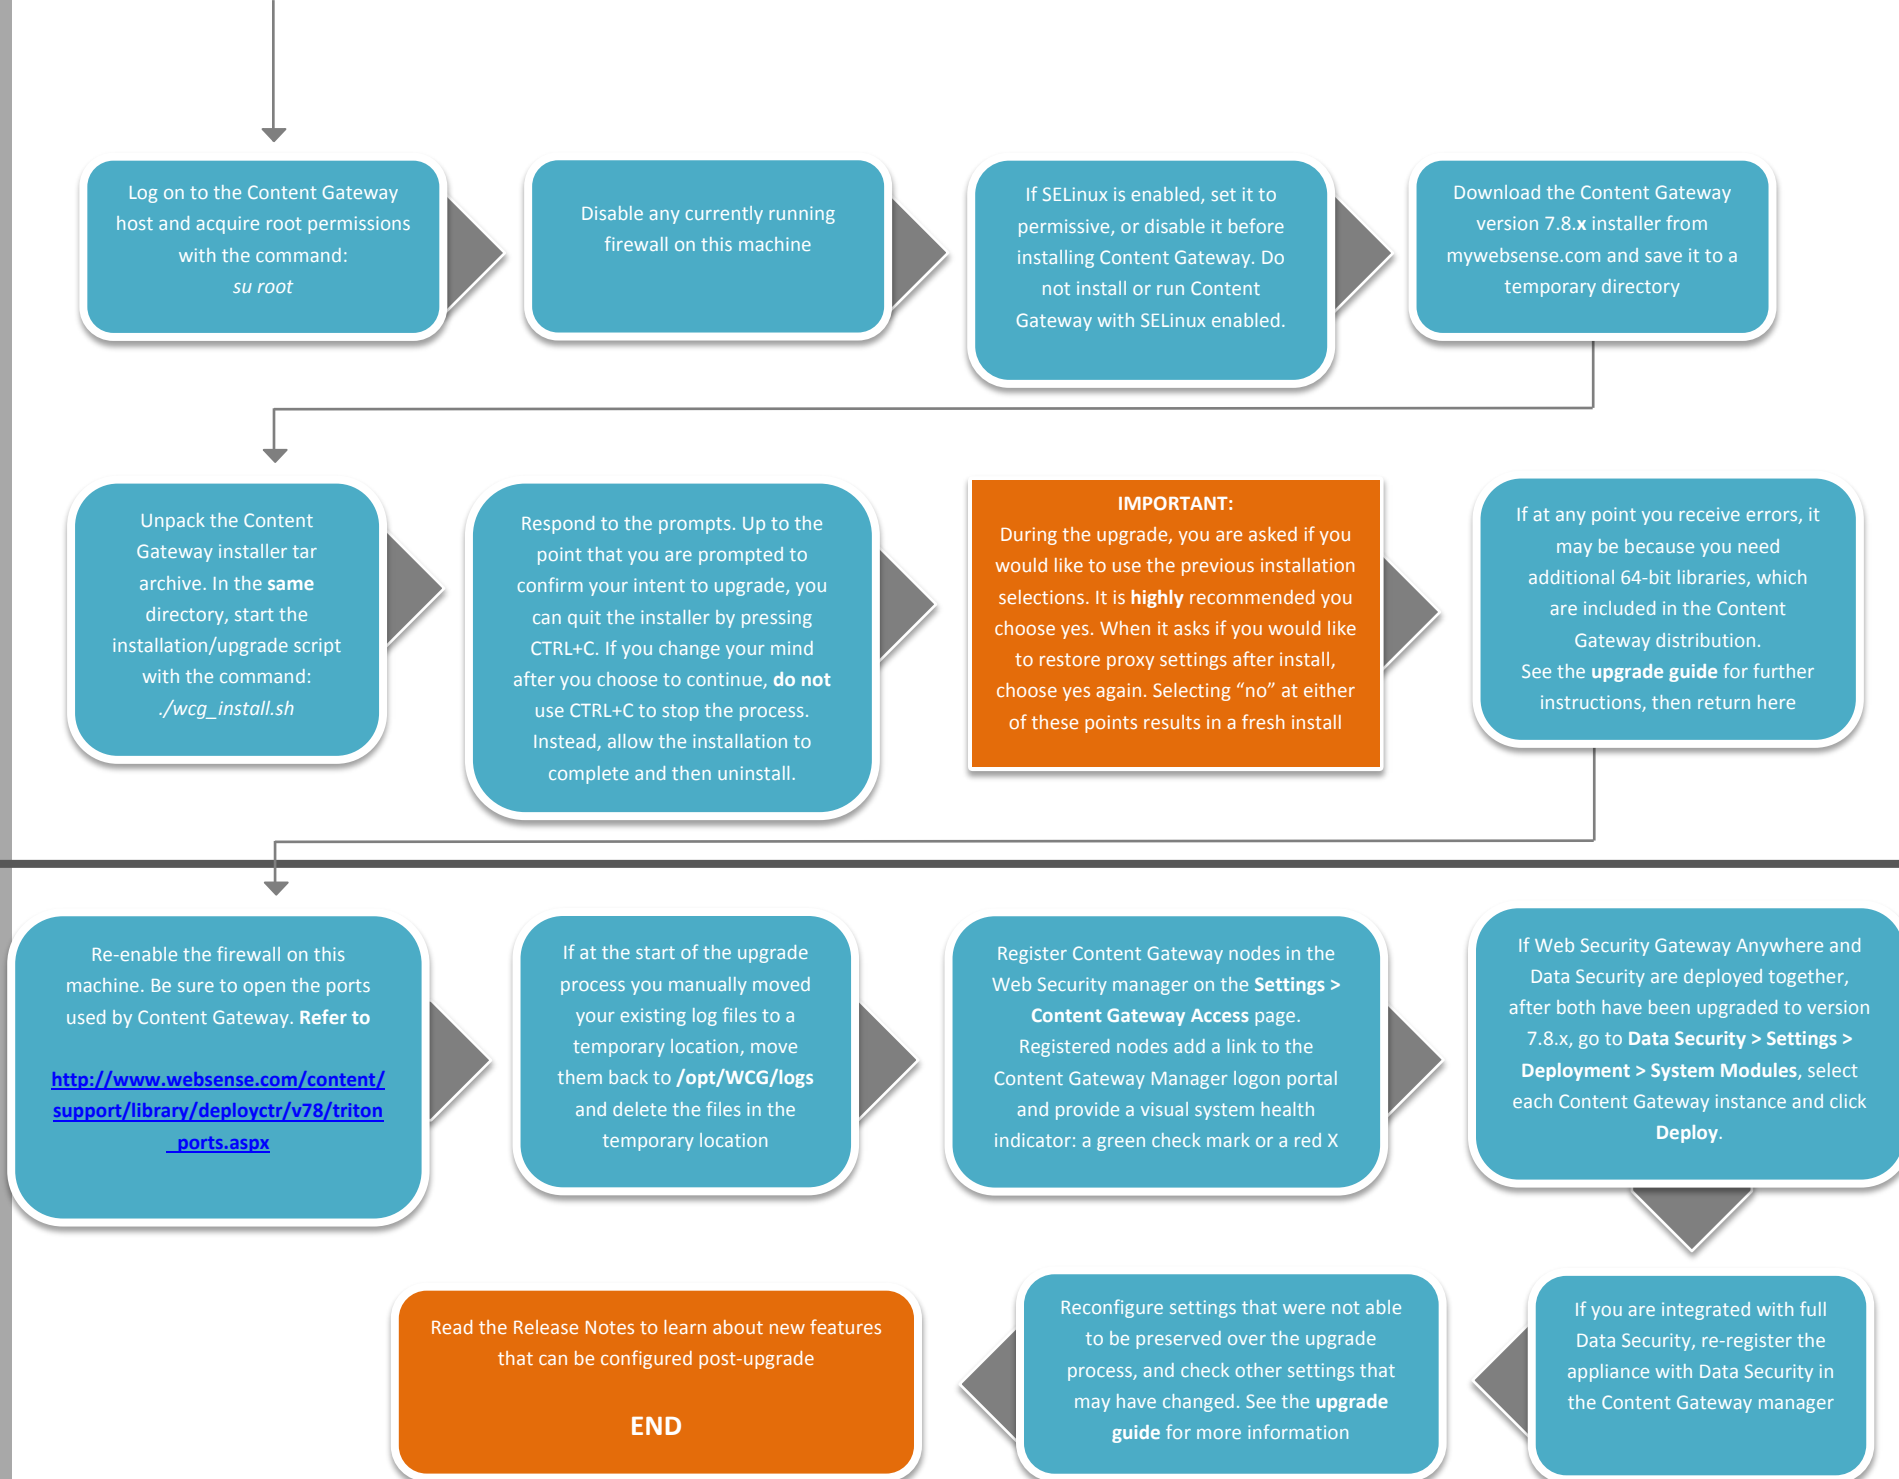 Log on to the Content Gateway
host and acquire root permissions
with the command:
su root
Disable any currently running
firewall on this machine
If SELinux is enabled, set it to
permissive, or disable it before
installing Content Gateway. Do
not install or run Content
Gateway with SELinux enabled.
Download the Content Gateway
version 7.8.x installer from
mywebsense.com and save it to a
temporary directory
Unpack the Content
Gateway installer tar
archive. In the same
directory, start the
installation/upgrade script
with the command:
./wcg_install.sh
Respond to the prompts. Up to the
point that you are prompted to
confirm your intent to upgrade, you
can quit the installer by pressing
CTRL+C. If you change your mind
after you choose to continue, do not
use CTRL+C to stop the process.
Instead, allow the installation to
complete and then uninstall.
IMPORTANT:
During the upgrade, you are asked if you
would like to use the previous installation
selections. It is highly recommended you
choose yes. When it asks if you would like
to restore proxy settings after install,
choose yes again. Selecting “no” at either
of these points results in a fresh install
If at any point you receive errors, it
may be because you need
additional 64-bit libraries, which
are included in the Content
Gateway distribution.
See the upgrade guide for further
instructions, then return here
Re-enable the firewall on this
machine. Be sure to open the ports
used by Content Gateway. Refer to
http://www.websense.com/content/
support/library/deployctr/v78/triton
_ports.aspx
If at the start of the upgrade
process you manually moved
your existing log files to a
temporary location, move
them back to /opt/WCG/logs
and delete the files in the
temporary location
Register Content Gateway nodes in the
Web Security manager on the Settings >
Content Gateway Access page.
Registered nodes add a link to the
Content Gateway Manager logon portal
and provide a visual system health
indicator: a green check mark or a red X
If Web Security Gateway Anywhere and
Data Security are deployed together,
after both have been upgraded to version
7.8.x, go to Data Security > Settings >
Deployment > System Modules, select
each Content Gateway instance and click
Deploy.
If you are integrated with full
Data Security, re-register the
appliance with Data Security in
the Content Gateway manager
Reconfigure settings that were not able
to be preserved over the upgrade
process, and check other settings that
may have changed. See the upgrade
guide for more information
Read the Release Notes to learn about new features
that can be configured post-upgrade
END